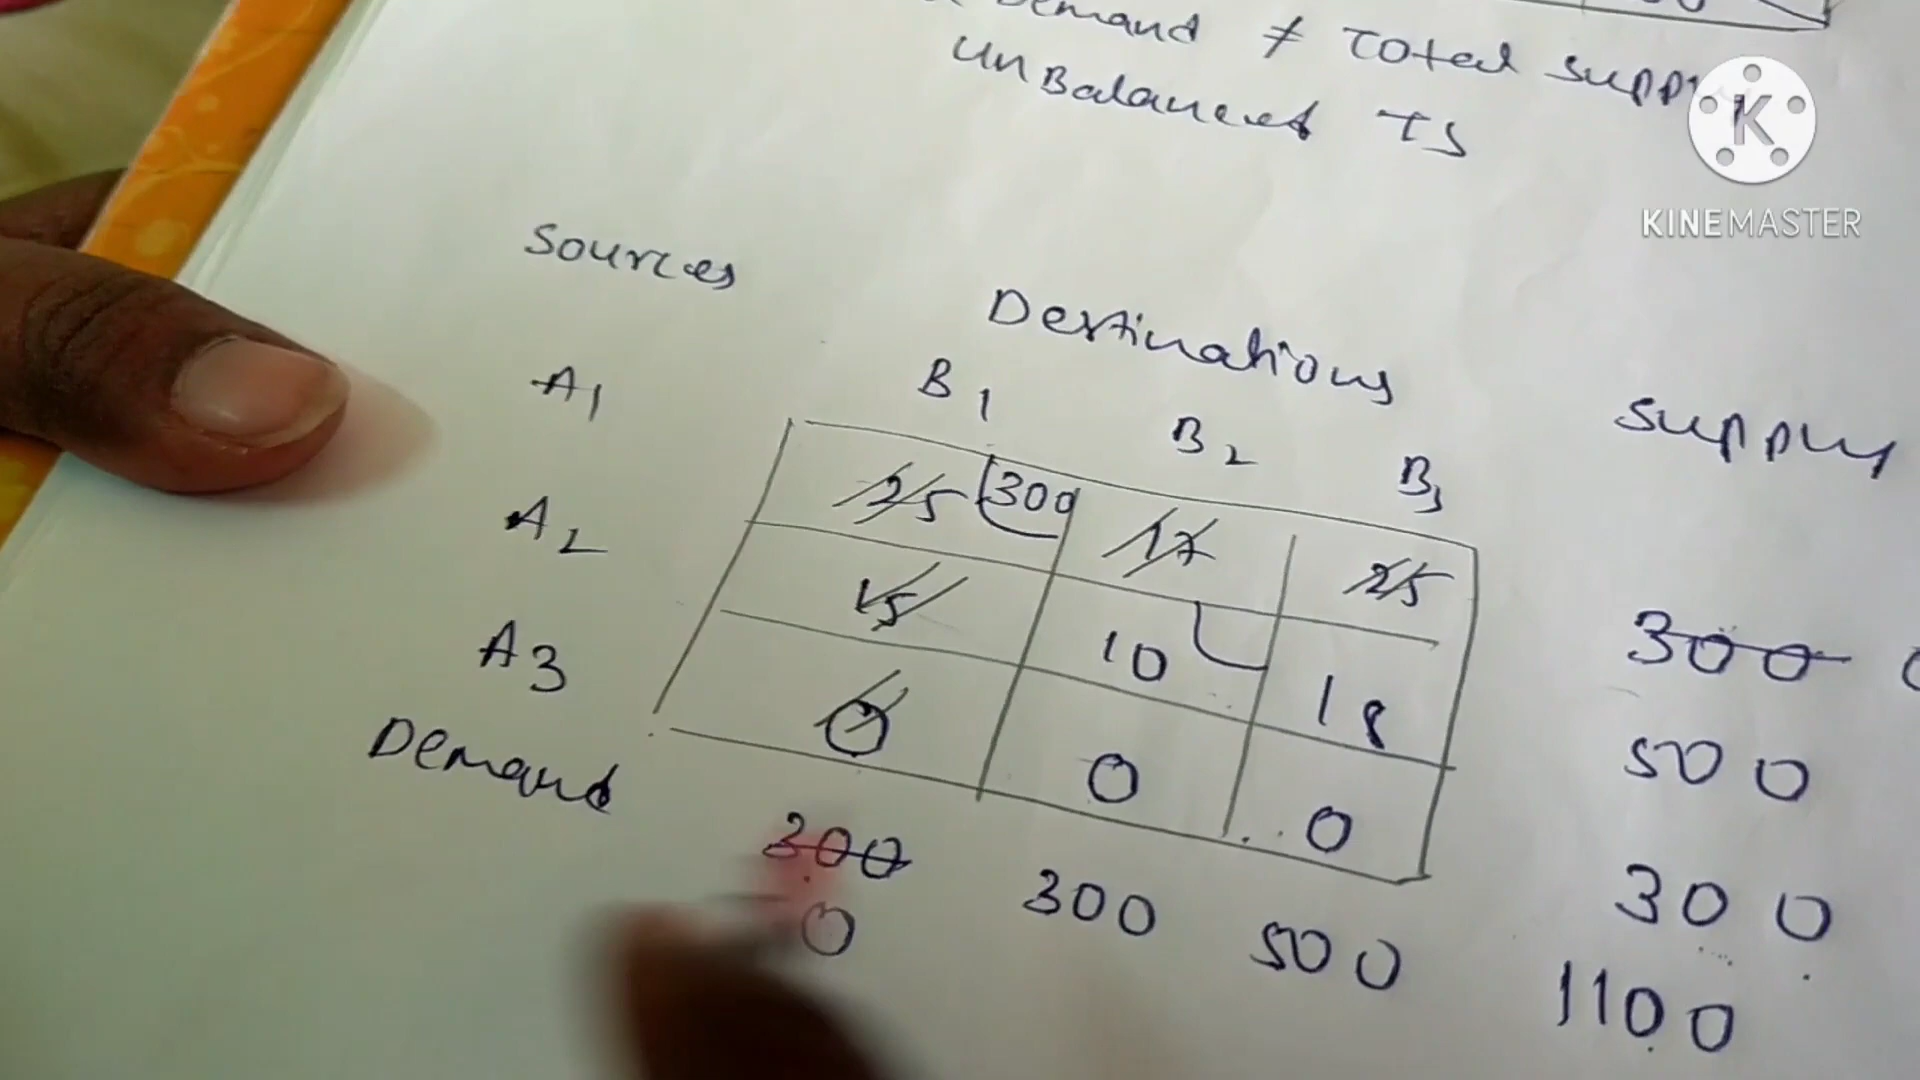 Demand ≠ Total supply
UnBalanced TS
KINEMASTER
Sources
Destinations
Supply
B1 B2 B3
A1 25 300 17 25 300 0
A2 15 10 18 500
A3 0 0 0 300
Demand 300 300 500 1100
0